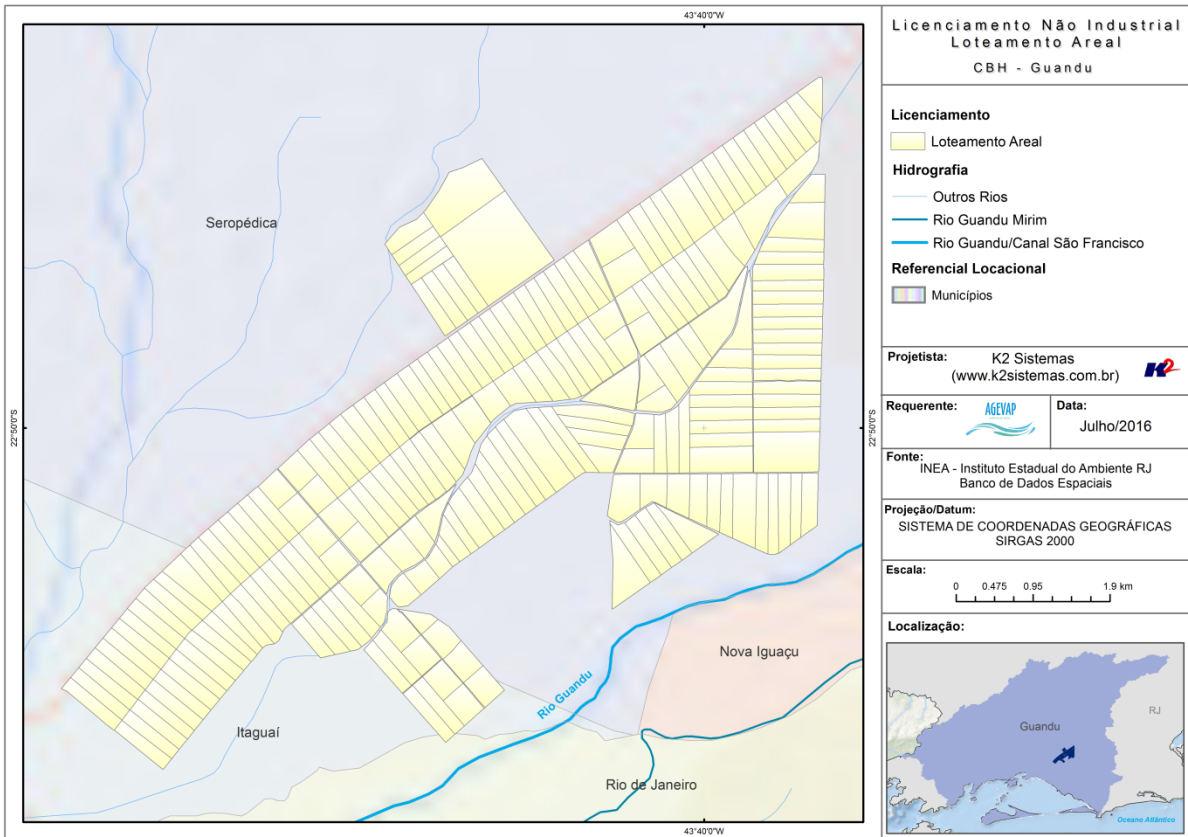 43°40'0"W
22°50'0"S
22°50'0"S
Seropédica
Nova Iguaçu
Rio Guandu
Itaguaí
Rio de Janeiro
43°40'0"W
Licenciamento Não Industrial
Loteamento Areal
CBH - Guandu
Licenciamento
Loteamento Areal
Hidrografia
Outros Rios
Rio Guandu Mirim
Rio Guandu/Canal São Francisco
Referencial Locacional
Municípios
Projetista:
K2 Sistemas
(www.k2sistemas.com.br)
K2
Requerente:
AGEVAP
Data:
Julho/2016
Fonte:
INEA - Instituto Estadual do Ambiente RJ
Banco de Dados Espaciais
Projeção/Datum:
SISTEMA DE COORDENADAS GEOGRÁFICAS
SIRGAS 2000
Escala:
0 0.475 0.95 1.9 km
Localização:
Guandu
RJ
Oceano Atlântico